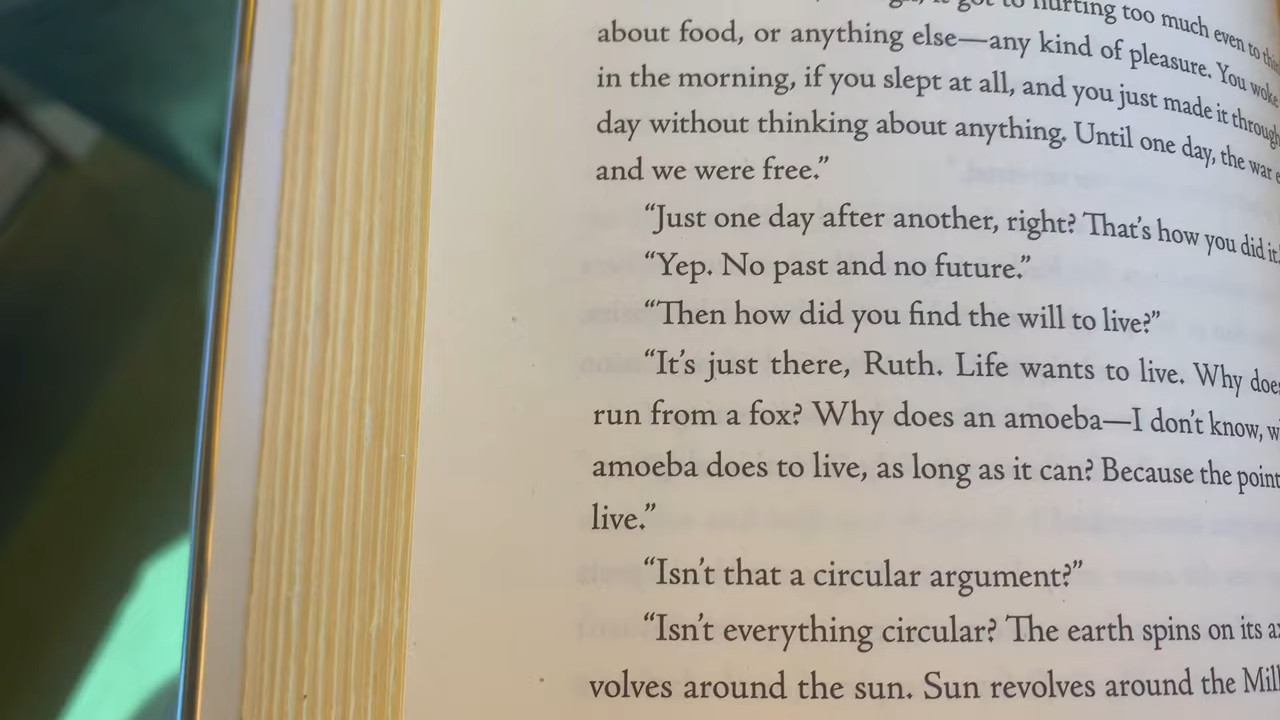 to hurting too much even to
about food, or anything else—any kind of pleasure. You woke
in the morning, if you slept at all, and you just made it through
day without thinking about anything. Until one day, the war
and we were free.”
“Just one day after another, right? That’s how you did it
“Yep. No past and no future.”
“Then how did you find the will to live?”
“It’s just there, Ruth. Life wants to live. Why
run from a fox? Why does an amoeba—I don’t know,
amoeba does to live, as long as it can? Because the point
live.”
“Isn’t that a circular argument?”
“Isn’t everything circular? The earth spins on its
volves around the sun. Sun revolves around the